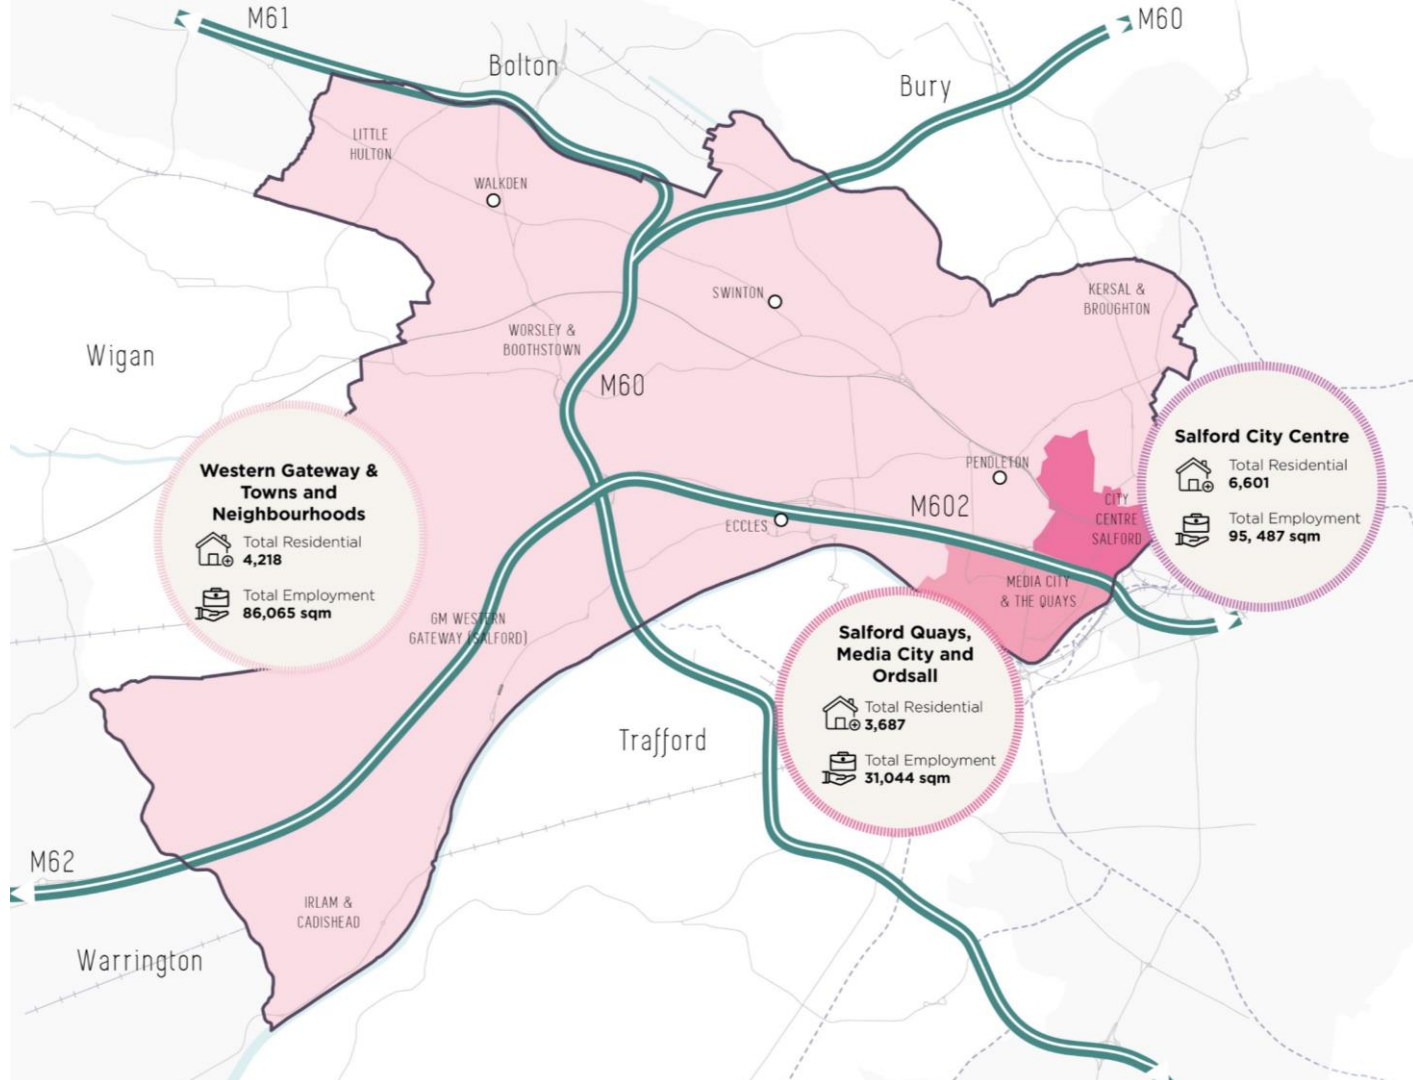 M61
M60
Bolton
Bury
LITTLE
HULTON
WALKDEN
KERSAL &
BROUGHTON
SWINTON
WORSLEY &
BOOTHSTOWN
Wigan
M60
Western Gateway &
Towns and
Neighbourhoods
Total Residential
4,218
Total Employment
86,065 sqm
Salford City Centre
Total Residential
6,601
Total Employment
95, 487 sqm
PENDLETON
M602
CITY
CENTRE
SALFORD
ECCLES
MEDIA CITY
& THE QUAYS
GM WESTERN
GATEWAY (SALFORD)
Salford Quays,
Media City and
Ordsall
Total Residential
3,687
Total Employment
31,044 sqm
Trafford
M62
IRLAM &
CADISHEAD
Warrington